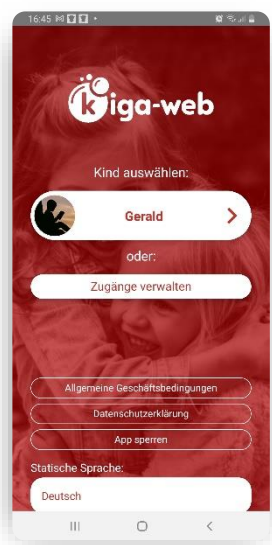 16:45
kiga-web
Kind auswählen:
Gerald
oder:
Zugänge verwalten
Allgemeine Geschäftsbedingungen
Datenschutzerklärung
App sperren
Statische Sprache:
Deutsch